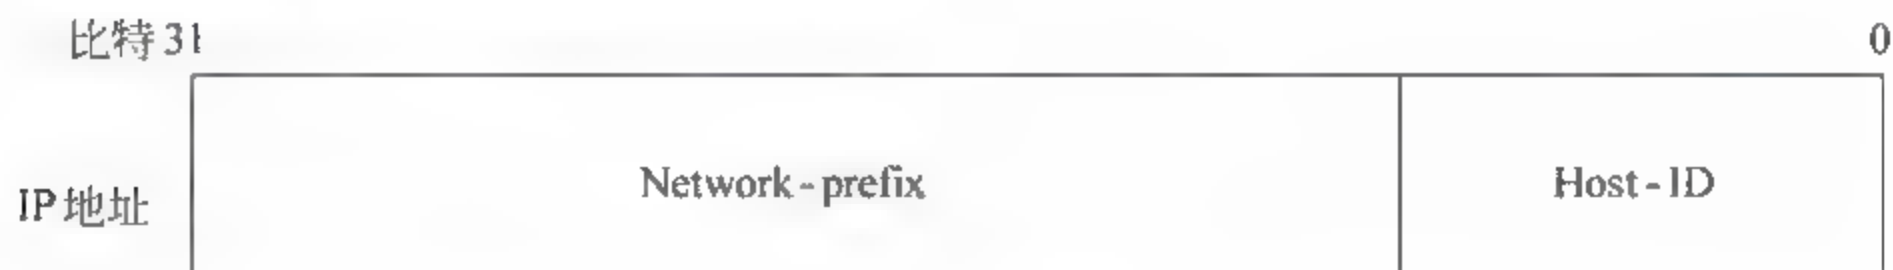 比特31 0
Network-prefix Host-ID
IP地址